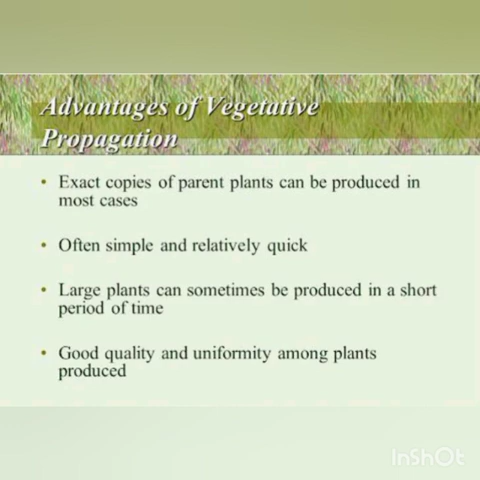 Advantages of Vegetative
Propagation
• Exact copies of parent plants can be produced in
most cases
• Often simple and relatively quick
• Large plants can sometimes be produced in a short
period of time
• Good quality and uniformity among plants
produced
InShOt